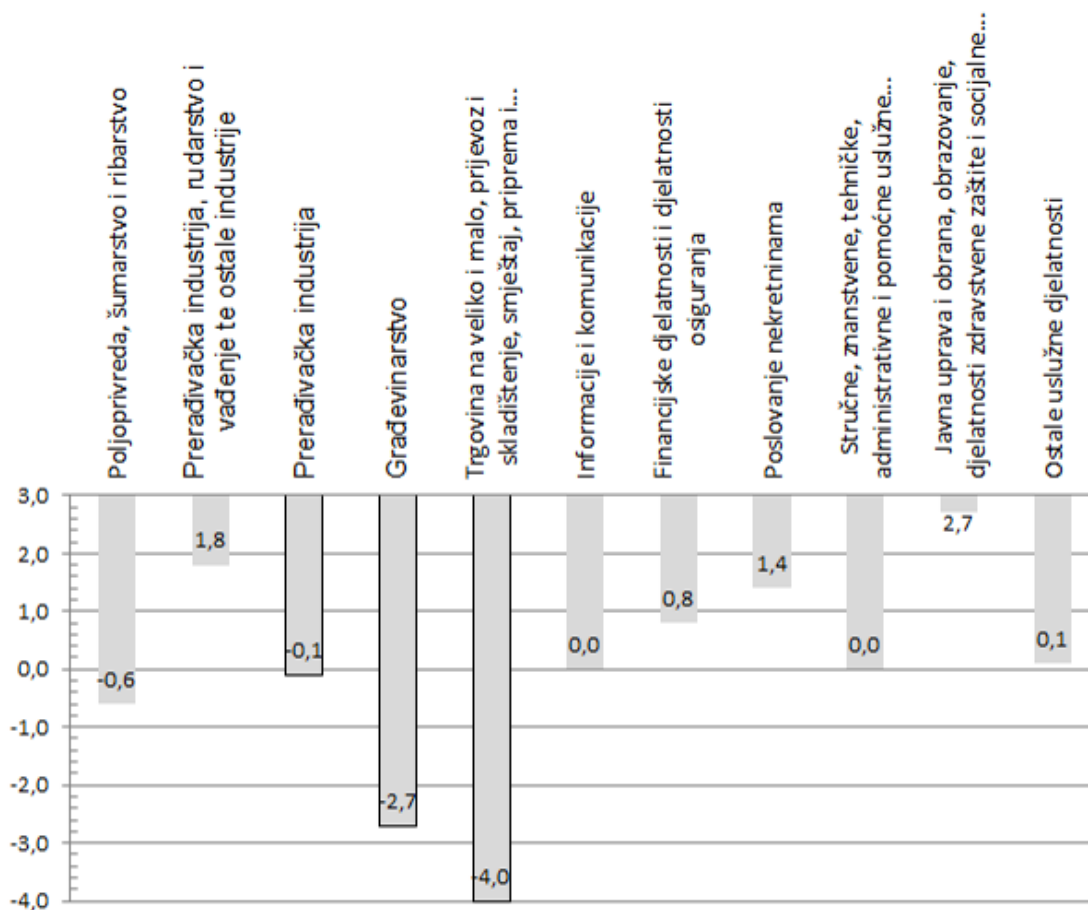 Poljoprivreda, šumarstvo i ribarstvo
Prerađivačka industrija, rudarstvo i
vađenje te ostale industrije
Prerađivačka industrija
Građevinarstvo
Trgovina na veliko i malo, prijevoz i
skladištenje, smještaj, priprema i...
Informacije i komunikacije
Financijske djelatnosti i djelatnosti
osiguranja
Poslovanje nekretninama
Stručne, znanstvene, tehničke,
administrativne i pomoćne uslužne...
Javna uprava i obrana, obrazovanje,
djelatnosti zdravstvene zaštite i socijalne...
Ostale uslužne djelatnosti
3,0
2,0
1,0
0,0
-1,0
-2,0
-3,0
-4,0
-0,6
1,8
-0,1
-2,7
-4,0
0,0
0,8
1,4
0,0
2,7
0,1